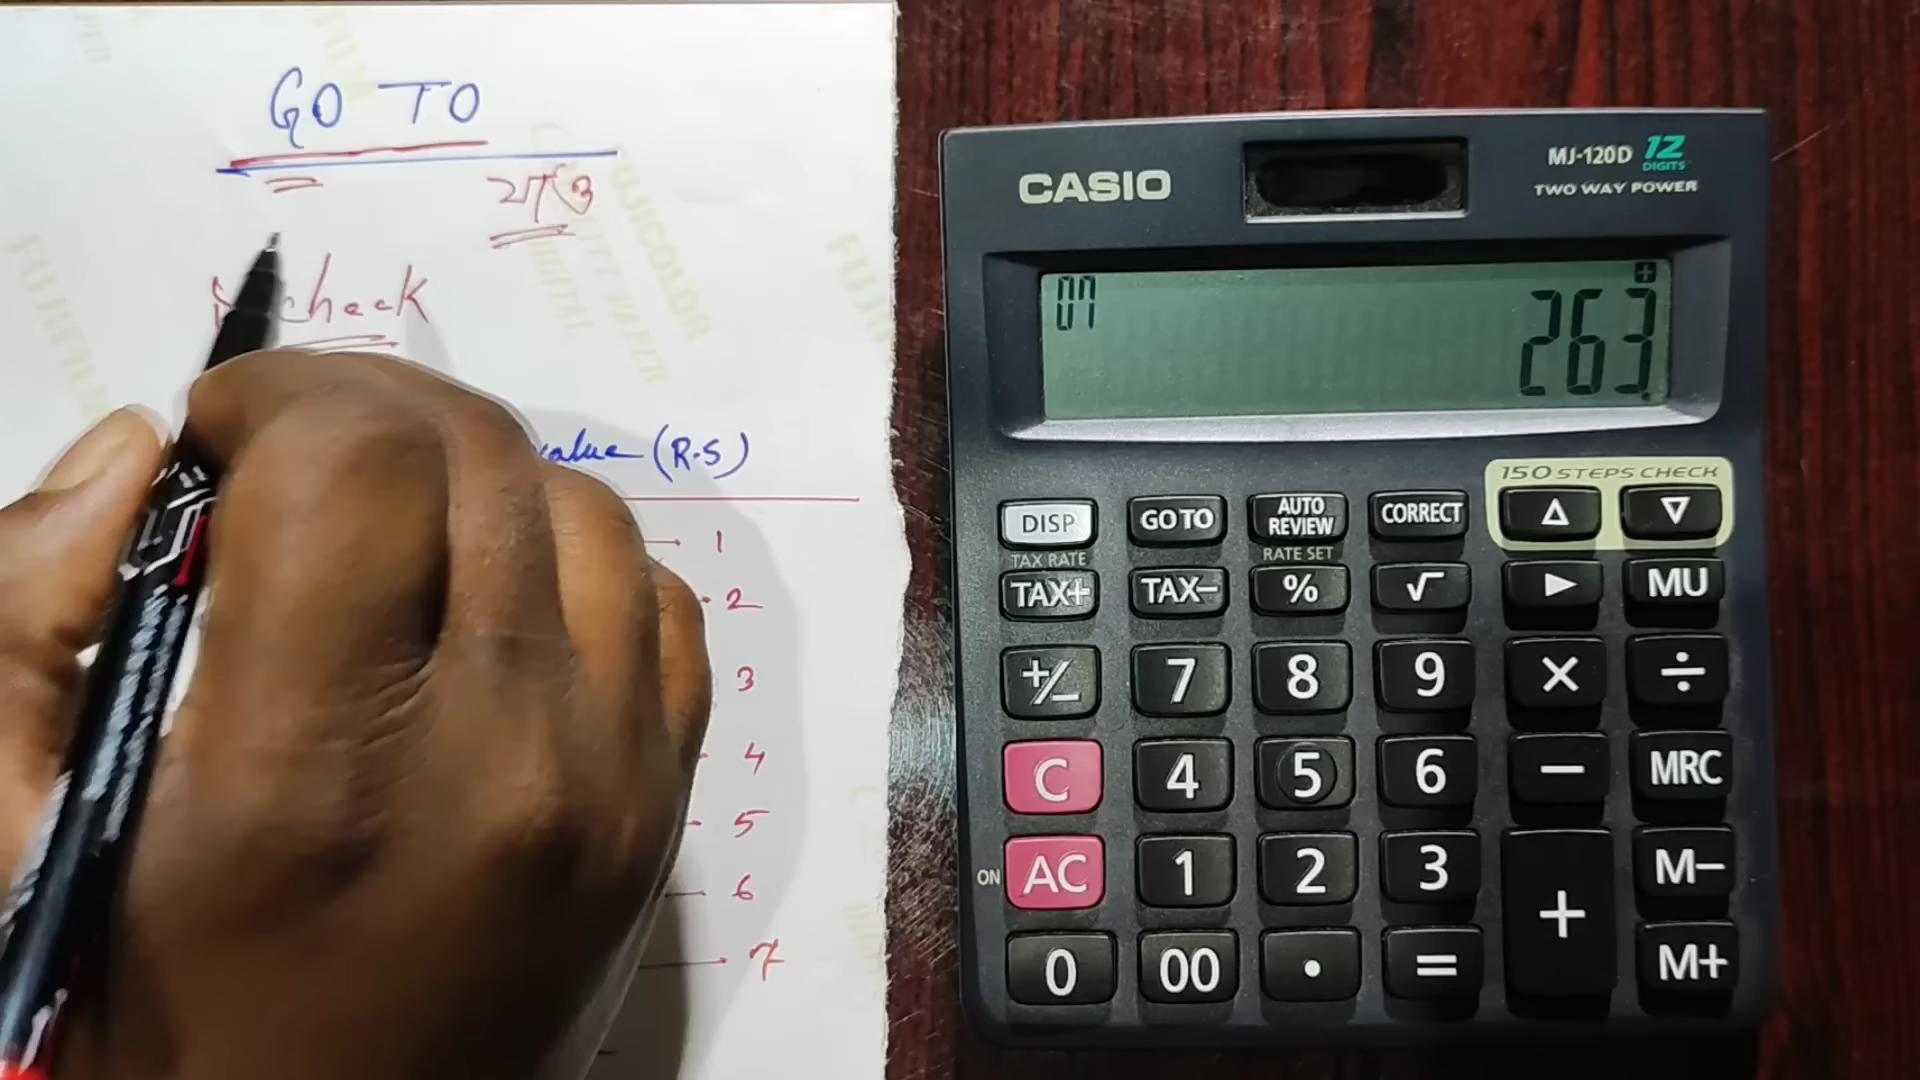 GO TO
যাও
check
value (R.S)
1
2
3
4
5
6
7
FUJIFILM
FUJICOLOR
DIGITAL
CASIO
MJ-120D 12
DIGITS
TWO WAY POWER
07
263.
150 STEPS CHECK
DISP GO TO AUTO REVIEW CORRECT △ ▽
TAX RATE RATE SET
TAX+ TAX− % √ ▶ MU
+/− 7 8 9 × ÷
C 4 5 6 − MRC
ON AC 1 2 3 + M−
0 00 • = M+